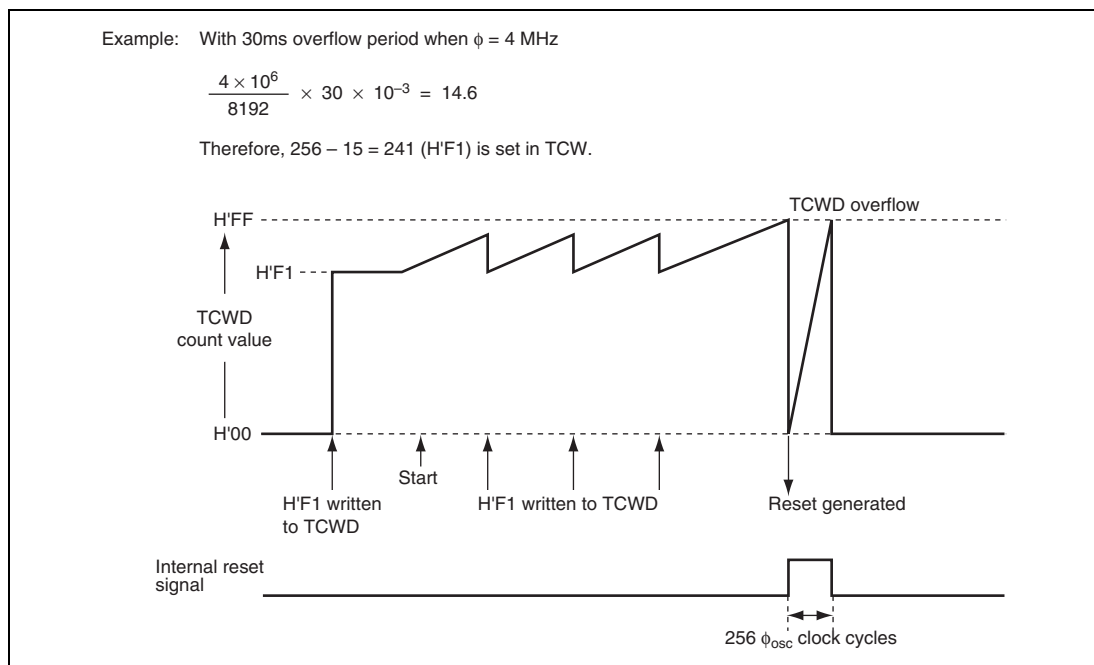 Example: With 30ms overflow period when ϕ = 4 MHz
4 × 10⁶
8192
× 30 × 10⁻³ = 14.6
Therefore, 256 – 15 = 241 (H'F1) is set in TCW.
TCWD overflow
H'FF
H'F1
TCWD
count value
H'00
Start
H'F1 written
to TCWD
H'F1 written to TCWD
Reset generated
Internal reset
signal
256 ϕosc clock cycles